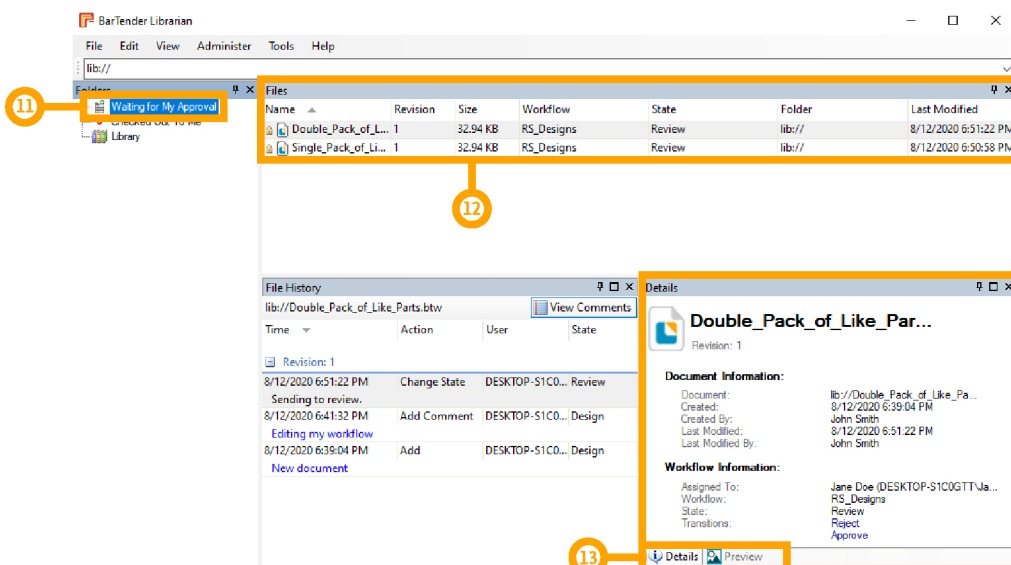 BarTender Librarian
File Edit View Administer Tools Help
lib://
Folders
Waiting for My Approval
Checked Out To Me
Library
11
Files
Name Revision Size Workflow State Folder Last Modified
Double_Pack_of_L... 1 32.94 KB RS_Designs Review lib:// 8/12/2020 6:51:22 PM
Single_Pack_of_Li... 1 32.94 KB RS_Designs Review lib:// 8/12/2020 6:50:58 PM
12
File History
lib://Double_Pack_of_Like_Parts.btw View Comments
Time Action User State
Revision: 1
8/12/2020 6:51:22 PM Change State DESKTOP-S1C0... Review
Sending to review.
8/12/2020 6:41:32 PM Add Comment DESKTOP-S1C0... Design
Editing my workflow
8/12/2020 6:39:04 PM Add DESKTOP-S1C0... Design
New document
Details
Double_Pack_of_Like_Par...
Revision: 1
Document Information:
Document: lib://Double_Pack_of_Like_Pa...
Created: 8/12/2020 6:39:04 PM
Created By: John Smith
Last Modified: 8/12/2020 6:51:22 PM
Last Modified By: John Smith
Workflow Information:
Assigned To: Jane Doe (DESKTOP-S1C0GTT\Ja...
Workflow: RS_Designs
State: Review
Transitions: Reject
Approve
13
Details Preview